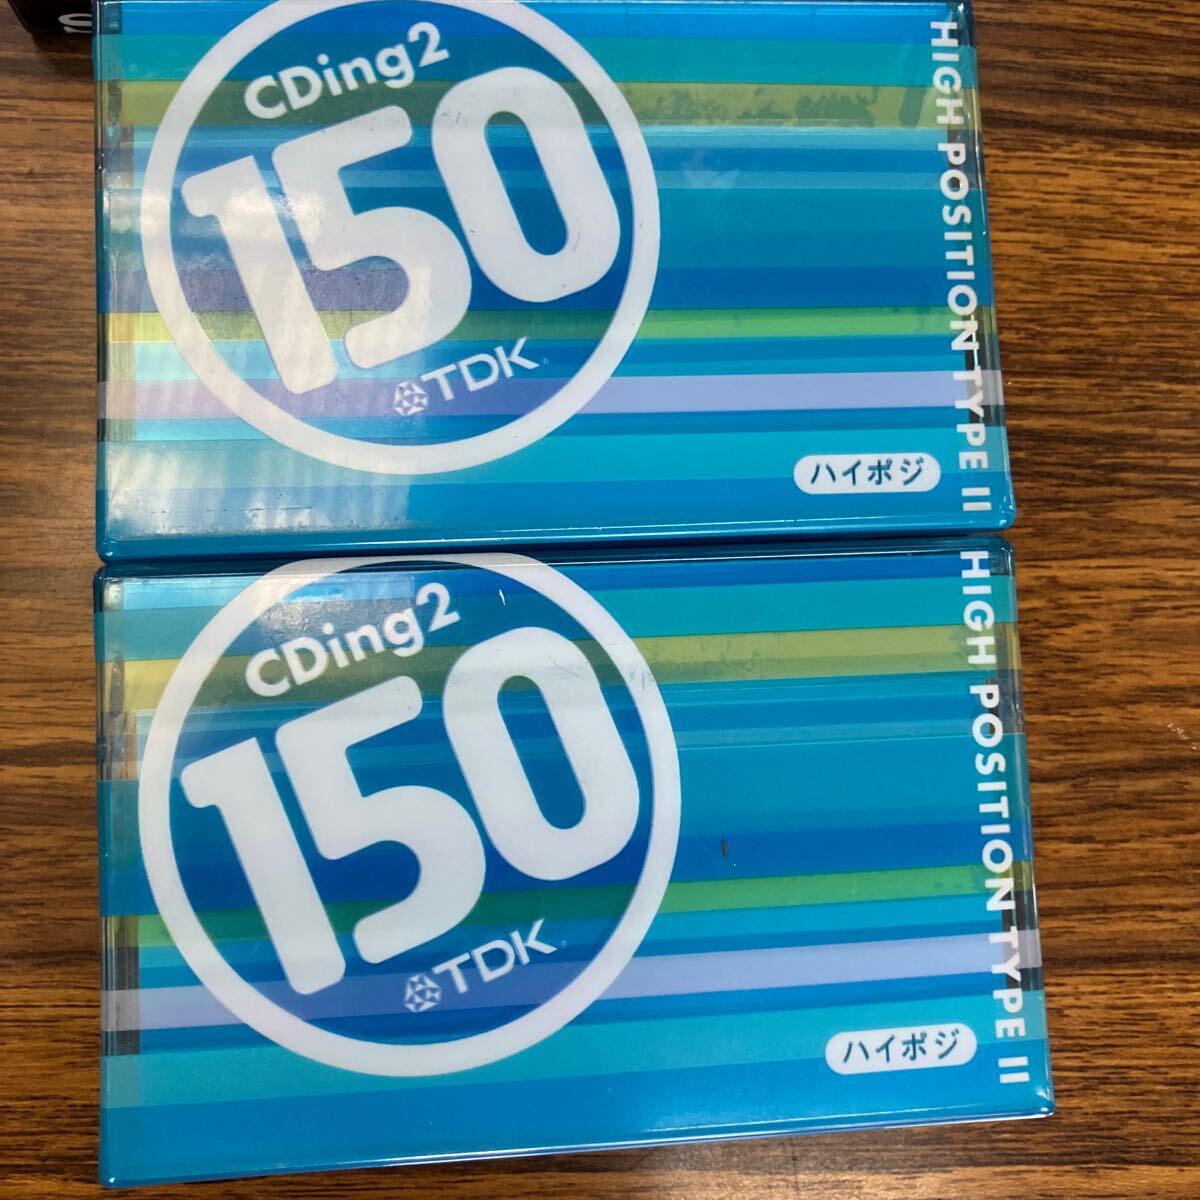 S
CDing2
150
TDK
HIGH POSITION TYPE II
ハイポジ
CDing2
150
TDK
HIGH POSITION TYPE II
ハイポジ